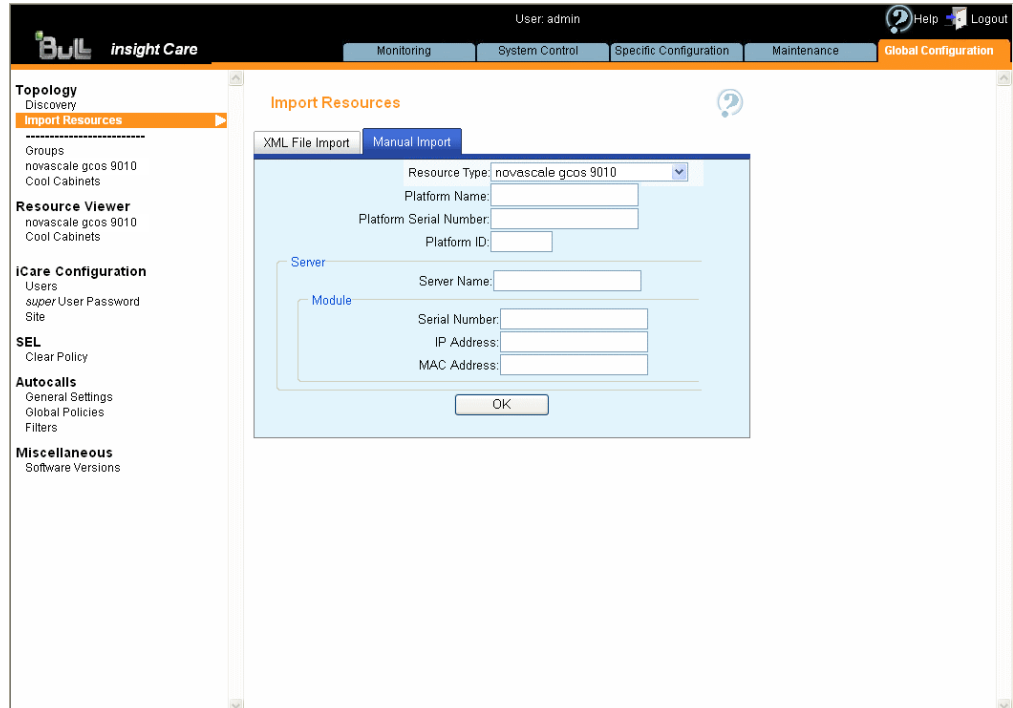 User: admin
Help
Logout
Bull
insight Care
Monitoring
System Control
Specific Configuration
Maintenance
Global Configuration
Topology
Discovery
Import Resources
------------------------
Groups
novascale gcos 9010
Cool Cabinets
Resource Viewer
novascale gcos 9010
Cool Cabinets
iCare Configuration
Users
super User Password
Site
SEL
Clear Policy
Autocalls
General Settings
Global Policies
Filters
Miscellaneous
Software Versions
Import Resources
?
XML File Import
Manual Import
Resource Type: novascale gcos 9010
Platform Name:
Platform Serial Number:
Platform ID:
Server
Server Name:
Module
Serial Number:
IP Address:
MAC Address:
OK